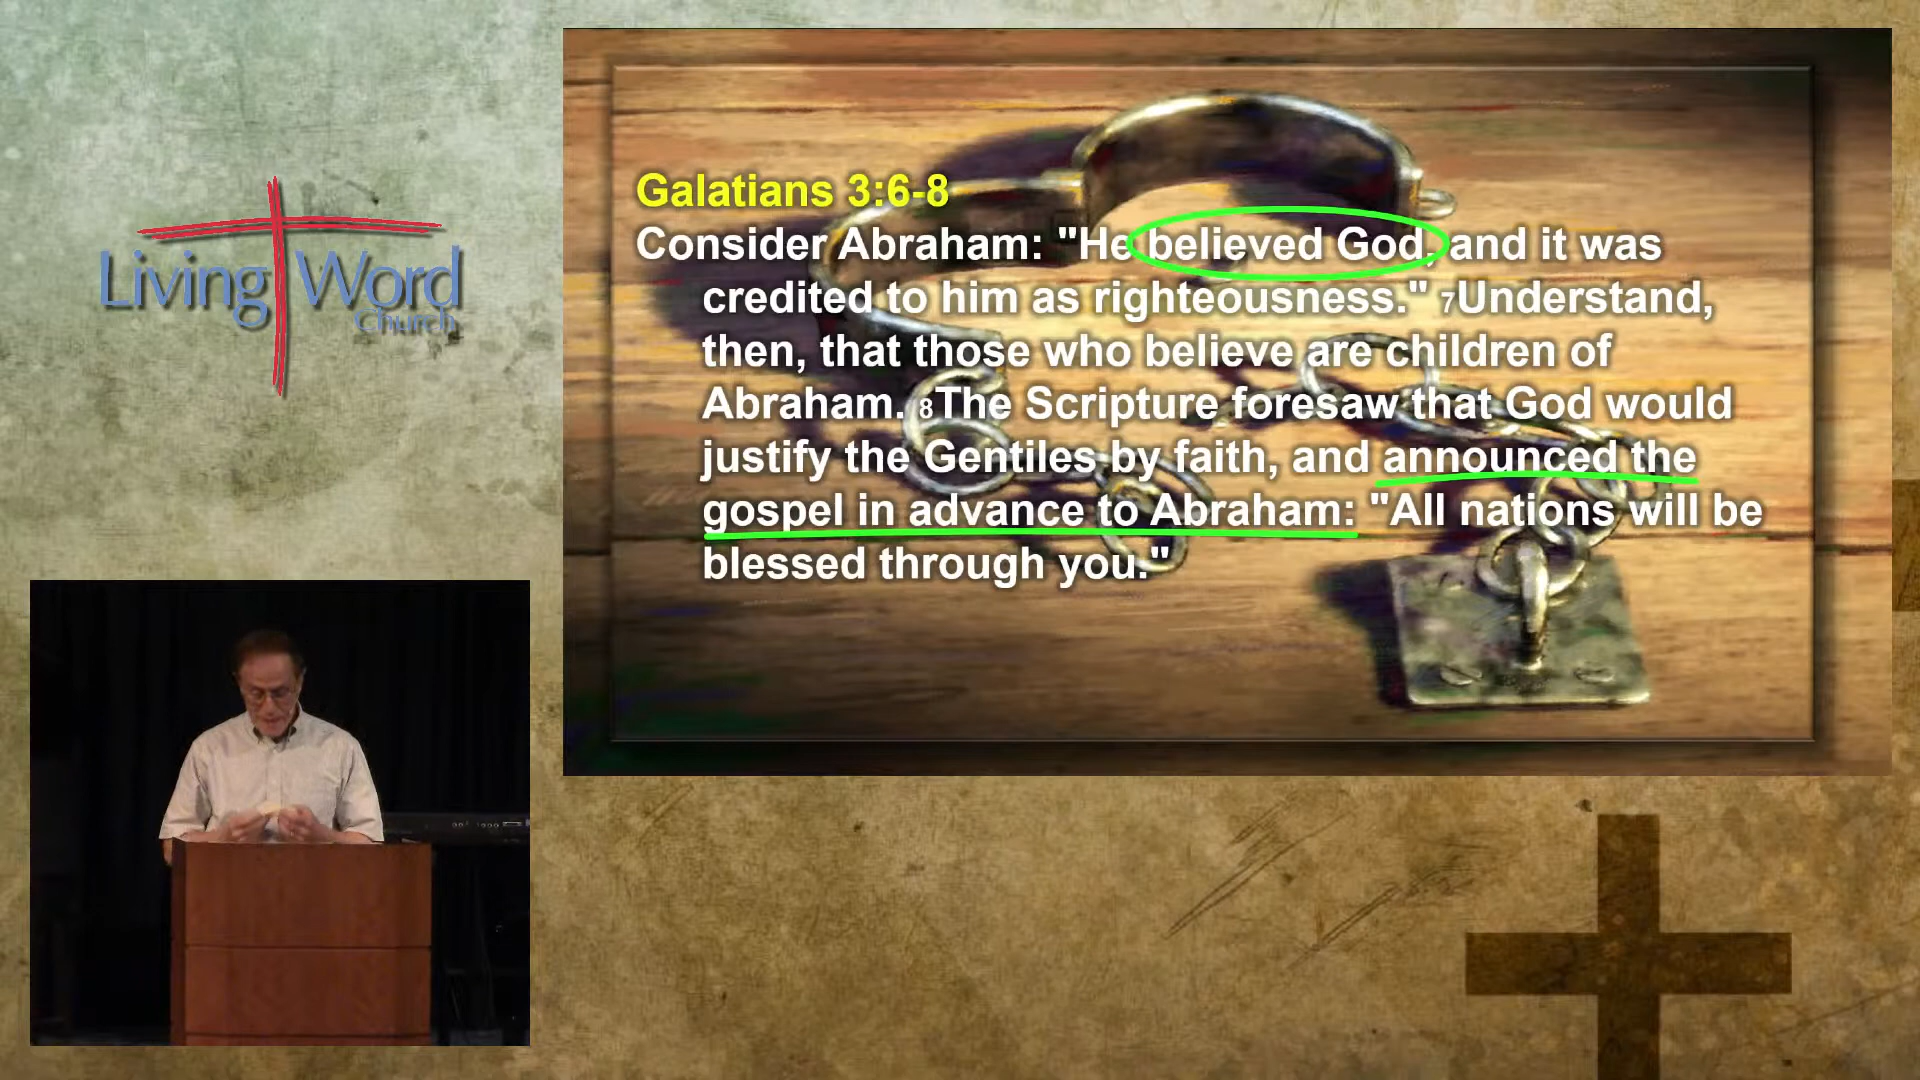 Living Word
Church
Galatians 3:6-8
Consider Abraham: "He believed God, and it was
credited to him as righteousness." 7Understand,
then, that those who believe are children of
Abraham. 8The Scripture foresaw that God would
justify the Gentiles by faith, and announced the
gospel in advance to Abraham: "All nations will be
blessed through you."